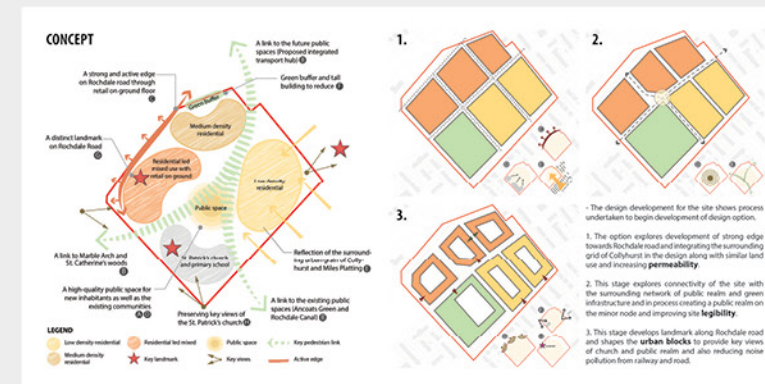 CONCEPT
A link to the future public
spaces (Proposed integrated
transport hub)
A strong and active edge
on Rochdale road through
retail on ground floor
Green buffer and tall
building to reduce
Green buffer
Medium density
residential
A distinct landmark
on Rochdale Road
Residential led
mixed use with
retail on ground
Low density
residential
Public space
St. Patrick's church
and primary school
A link to Marble Arch and
St. Catherine's woods
Reflection of the surround-
ing urban grain of Colly-
hurst and Miles Platting
A high-quality public space for
new inhabitants as well as the
existing communities
Preserving key views of
the St. Patrick's church
A link to the existing public
spaces (Ancoats Green and
Rochdale Canal)
LEGEND
Low density residential
Residential led mixed
Public space
Key pedestrian link
Medium density
residential
Key landmark
Key views
Active edge
1.
2.
3.
- The design development for the site shows process
undertaken to begin development of design option.
1. The option explores development of strong edge
towards Rochdale road and integrating the surrounding
grid of Collyhurst in the design along with similar land
use and increasing permeability.
2. This stage explores connectivity of the site with
the surrounding network of public realm and green
infrastructure and in process creating a public realm on
the minor node and improving site legibility.
3. This stage develops landmark along Rochdale road
and shapes the urban blocks to provide key views
of church and public realm and also reducing noise
pollution from railway and road.